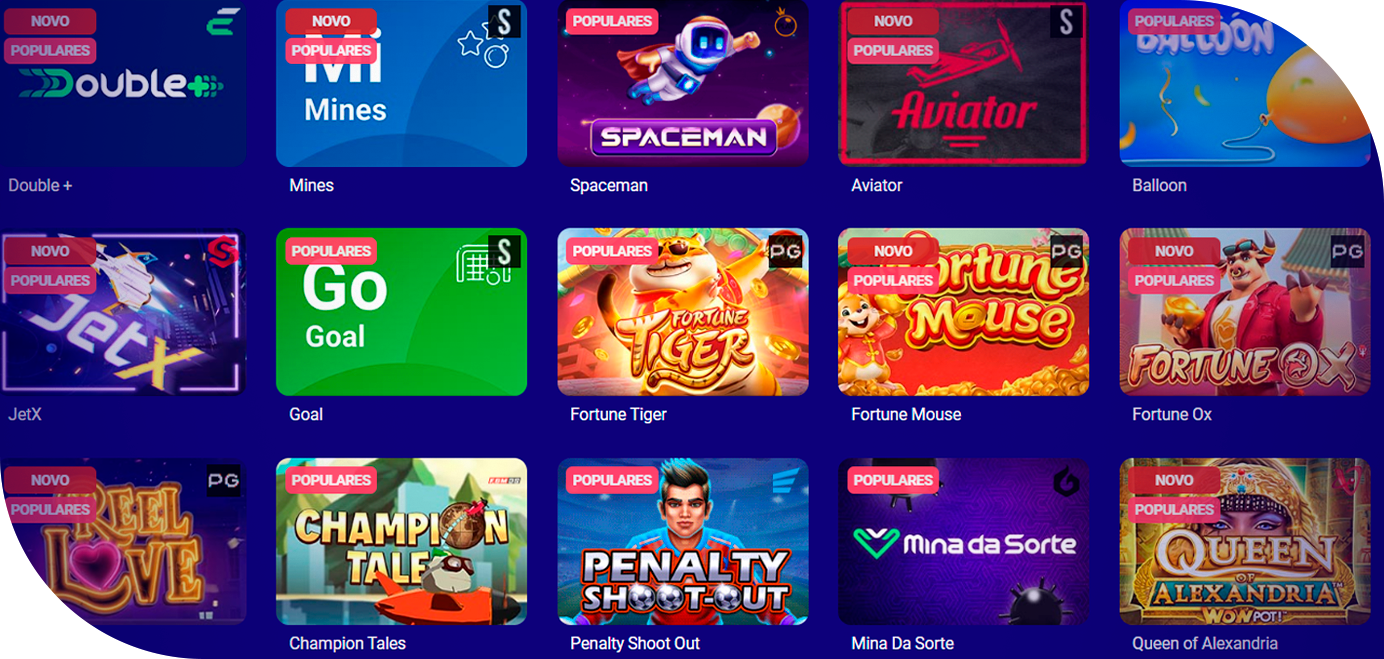 NOVO
POPULARES
Double+
Double +
NOVO
POPULARES
Mi
Mines
S
Mines
POPULARES
SPACEMAN
Spaceman
NOVO
POPULARES
S
Aviator
Aviator
POPULARES
BALLOON
Balloon
NOVO
POPULARES
JetX
JetX
POPULARES
S
Go
Goal
Goal
POPULARES
PG
FORTUNE
TIGER
Fortune Tiger
NOVO
POPULARES
PG
Fortune
Mouse
Fortune Mouse
NOVO
POPULARES
PG
FORTUNE OX
Fortune Ox
NOVO
POPULARES
PG
REEL
LOVE
POPULARES
CHAMPION
TALES
Champion Tales
POPULARES
PENALTY
SHOOT-OUT
Penalty Shoot Out
POPULARES
Mina da Sorte
Mina Da Sorte
NOVO
POPULARES
QUEEN
OF
ALEXANDRIA™
WOWPOT!
Queen of Alexandria